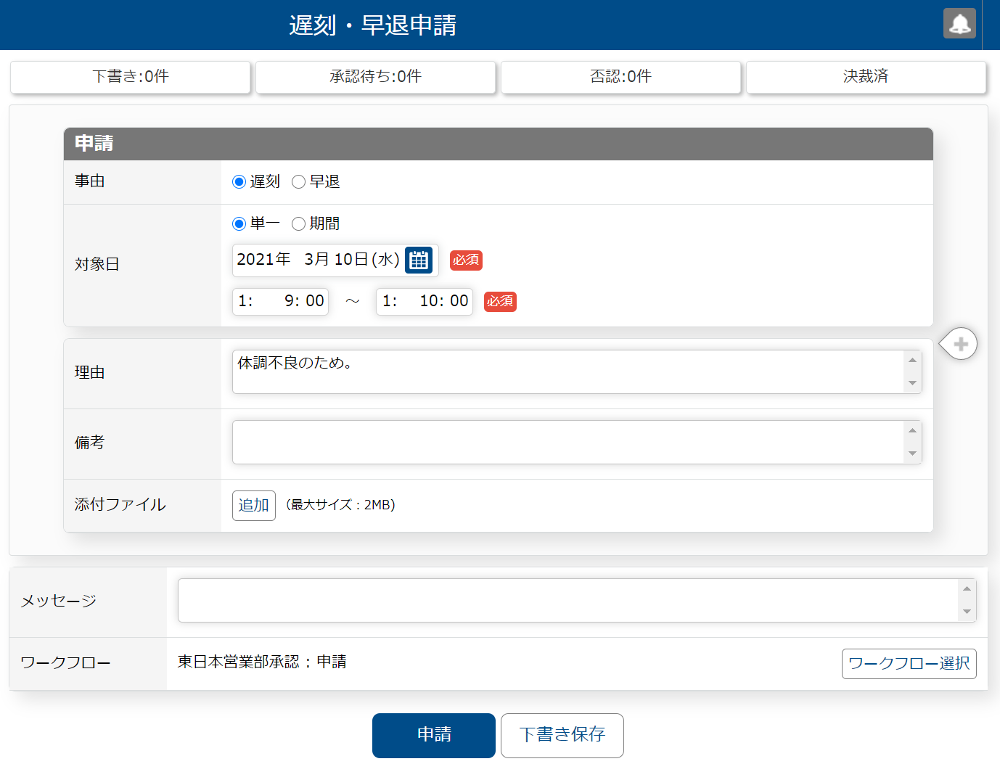 遅刻・早退申請
下書き:0件 承認待ち:0件 否認:0件 決裁済
申請
事由 遅刻 早退
単一 期間
対象日 2021年 3月 10日(水) 必須
1: 9: 00 ～ 1: 10: 00 必須
理由 体調不良のため。
備考
添付ファイル 追加 (最大サイズ：2MB)
メッセージ
ワークフロー 東日本営業部承認：申請 ワークフロー選択
申請 下書き保存